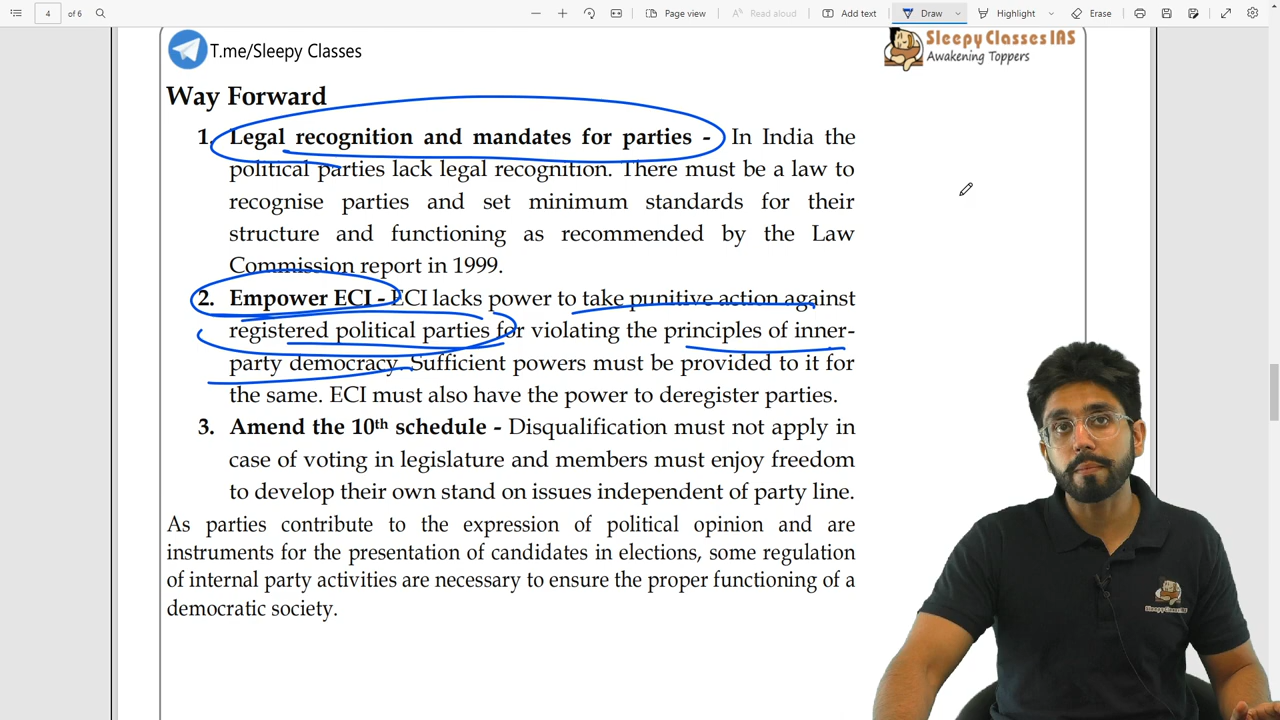 4 of 6
Page view
Read aloud
Add text
Draw
Highlight
Erase
T.me/Sleepy Classes
Sleepy Classes IAS
Awakening Toppers
Way Forward
1. Legal recognition and mandates for parties - In India the
political parties lack legal recognition. There must be a law to
recognise parties and set minimum standards for their
structure and functioning as recommended by the Law
Commission report in 1999.
2. Empower ECI - ECI lacks power to take punitive action against
registered political parties for violating the principles of inner-
party democracy. Sufficient powers must be provided to it for
the same. ECI must also have the power to deregister parties.
3. Amend the 10th schedule - Disqualification must not apply in
case of voting in legislature and members must enjoy freedom
to develop their own stand on issues independent of party line.
As parties contribute to the expression of political opinion and are
instruments for the presentation of candidates in elections, some regulation
of internal party activities are necessary to ensure the proper functioning of a
democratic society.
Sleepy Classes IAS